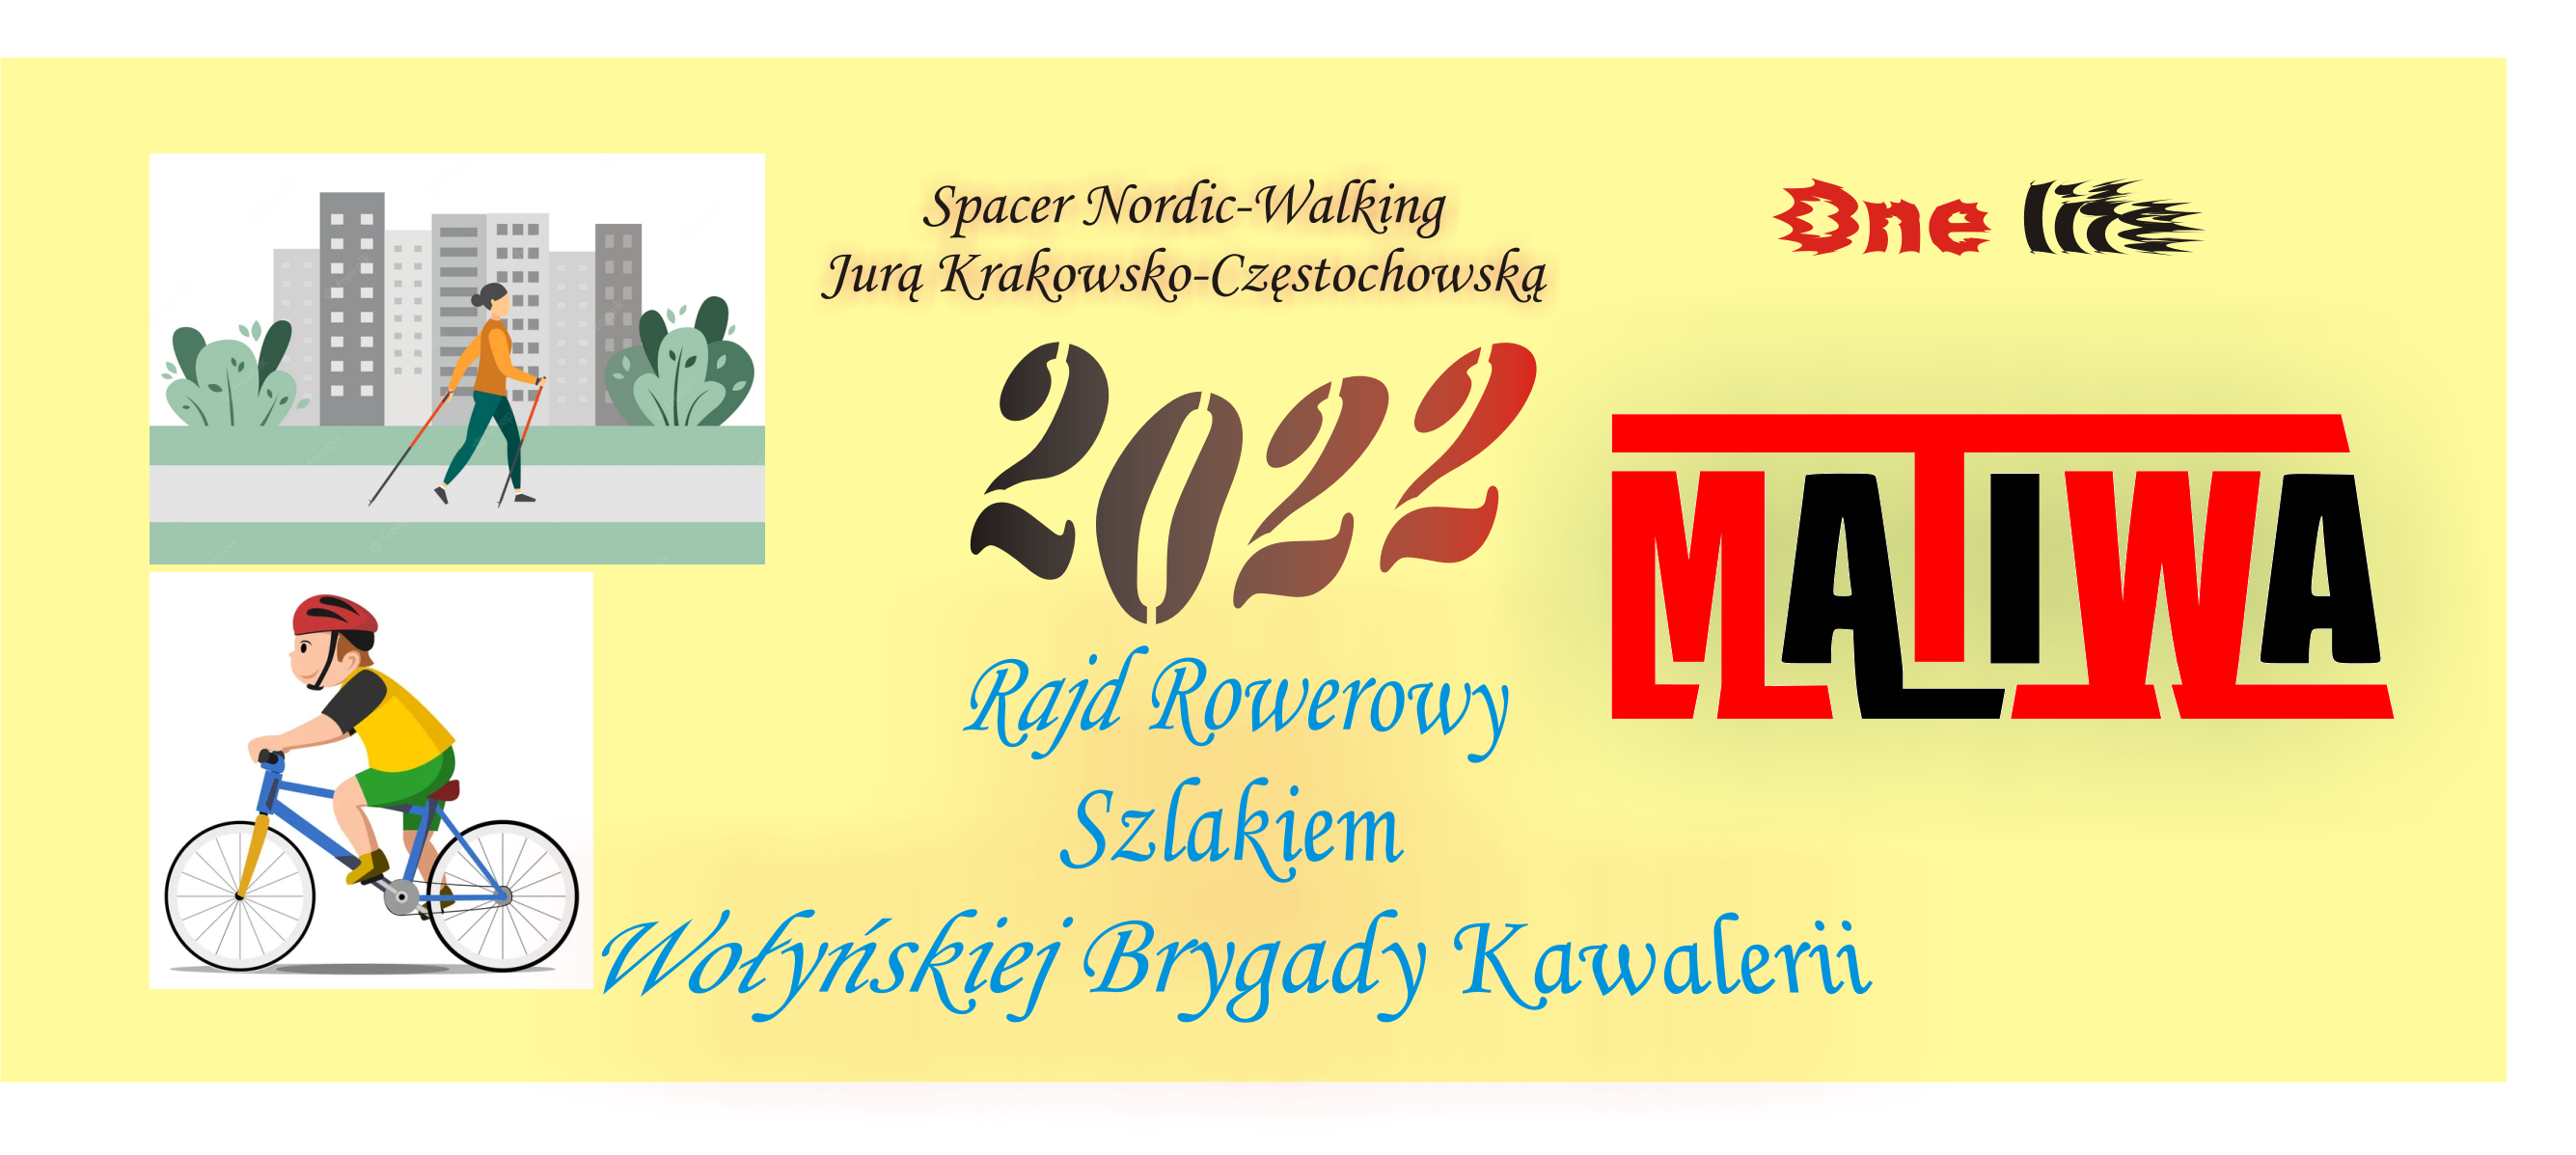 Spacer Nordic-Walking
Jurą Krakowsko-Częstochowską
2022
Rajd Rowerowy
Szlakiem
Wołyńskiej Brygady Kawalerii
One life
MATIWA